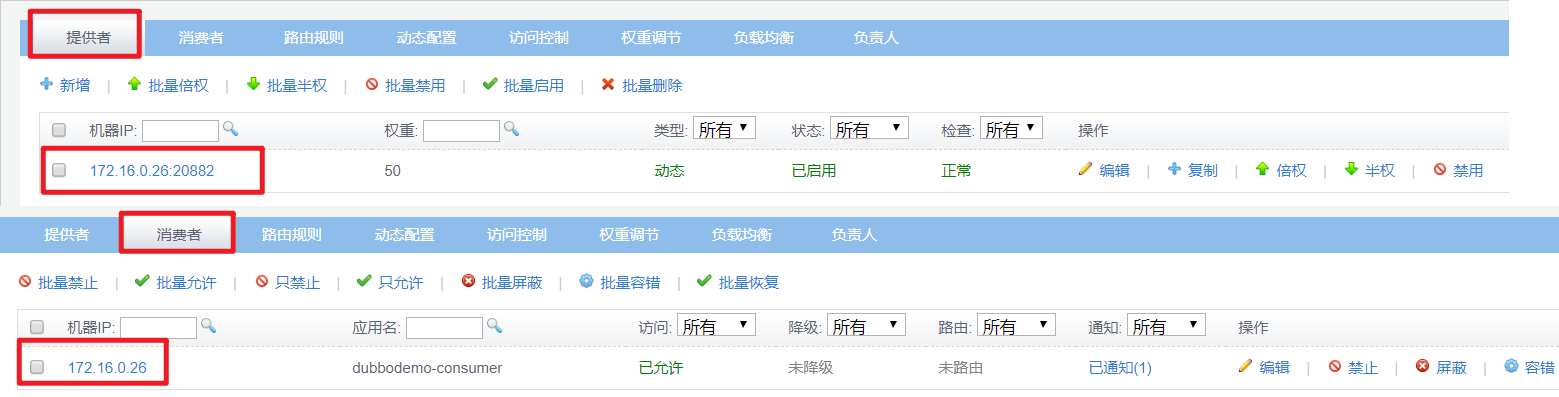 提供者 消费者 路由规则 动态配置 访问控制 权重调节 负载均衡 负责人
新增 | 批量倍权 | 批量半权 | 批量禁用 | 批量启用 | 批量删除
机器IP: 权重: 类型: 所有 状态: 所有 检查: 所有 操作
172.16.0.26:20882 50 动态 已启用 正常 编辑 | 复制 | 倍权 | 半权 | 禁用
提供者 消费者 路由规则 动态配置 访问控制 权重调节 负载均衡 负责人
批量禁止 | 批量允许 | 只禁止 | 只允许 | 批量屏蔽 | 批量容错 | 批量恢复
机器IP: 应用名: 访问: 所有 降级: 所有 路由: 所有 通知: 所有 操作
172.16.0.26 dubbodemo-consumer 已允许 未降级 未路由 已通知(1) 编辑 | 禁止 | 屏蔽 | 容错